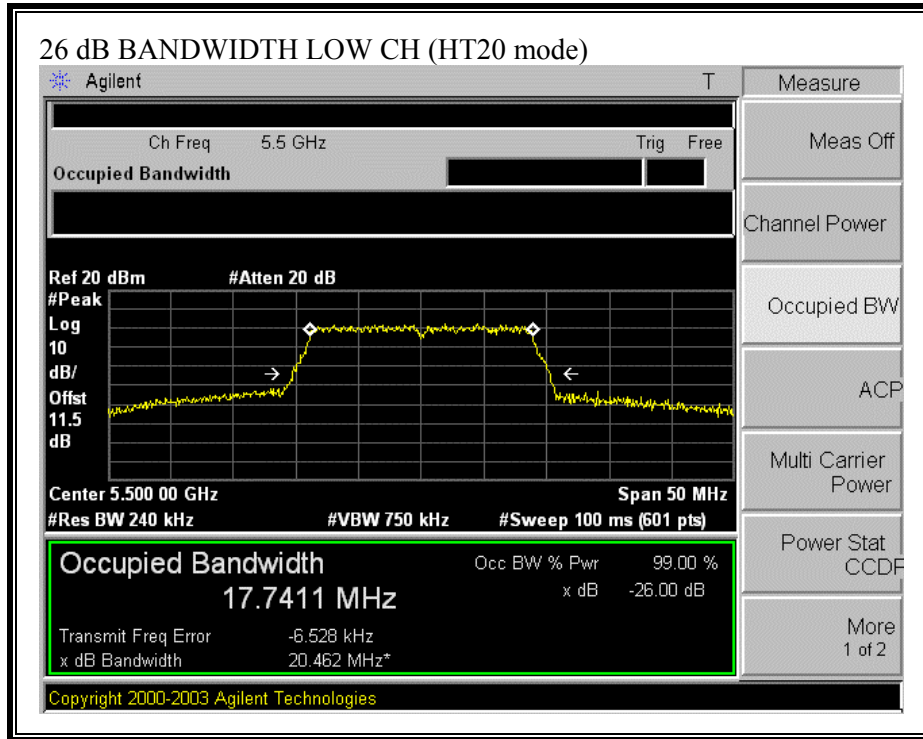 26 dB BANDWIDTH LOW CH (HT20 mode)
Agilent T
Measure
Ch Freq 5.5 GHz Trig Free
Occupied Bandwidth
Meas Off
Channel Power
Occupied BW
ACP
Multi Carrier
Power
Power Stat
CCDF
More
1 of 2
Ref 20 dBm #Atten 20 dB
#Peak
Log
10
dB/
Offst
11.5
dB
Center 5.500 00 GHz Span 50 MHz
#Res BW 240 kHz #VBW 750 kHz #Sweep 100 ms (601 pts)
Occupied Bandwidth Occ BW % Pwr 99.00 %
17.7411 MHz x dB -26.00 dB
Transmit Freq Error -6.528 kHz
x dB Bandwidth 20.462 MHz*
Copyright 2000-2003 Agilent Technologies